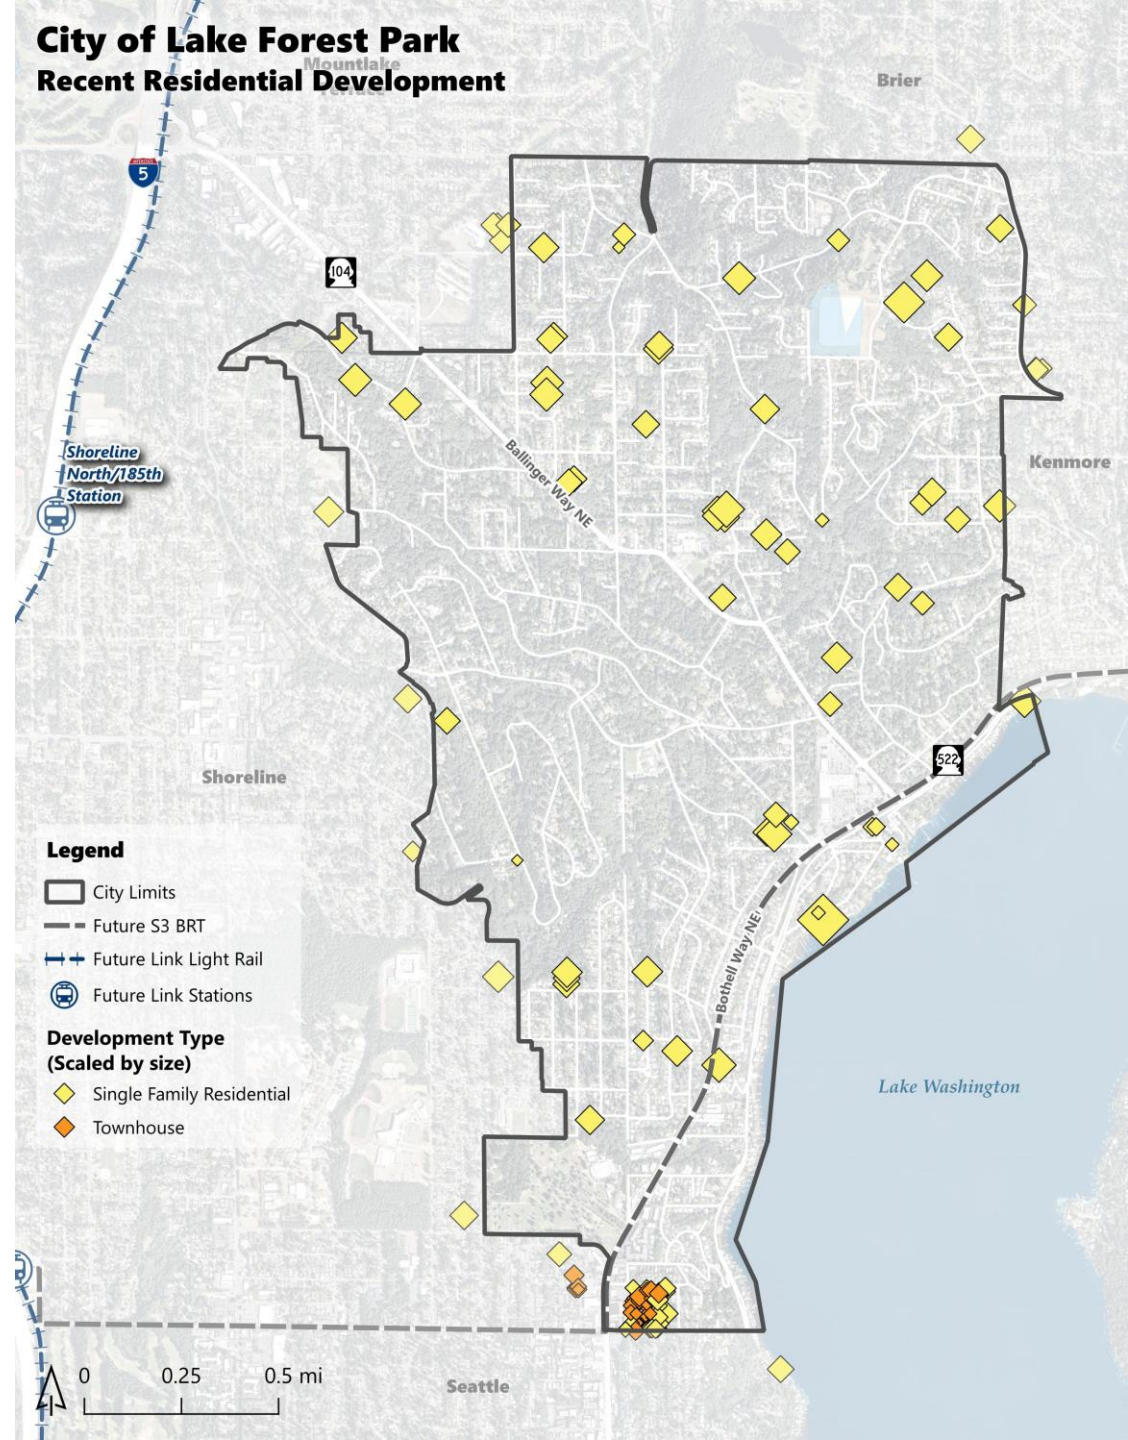 City of Lake Forest Park
Mountlake
Recent Residential Development
Terrace
Brier
INTERSTATE
5
104
Shoreline
North/185th
Station
Ballinger Way NE
Kenmore
522
Shoreline
Bothell Way NE
Lake Washington
Legend
City Limits
Future S3 BRT
Future Link Light Rail
Future Link Stations
Development Type
(Scaled by size)
Single Family Residential
Townhouse
0 0.25 0.5 mi
Seattle